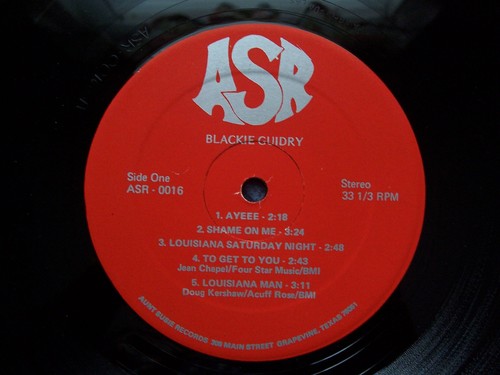 ASR
BLACKIE GUIDRY
Side One
ASR - 0016
Stereo
33 1/3 RPM
1. AYEEE - 2:18
2. SHAME ON ME - 3:24
3. LOUISIANA SATURDAY NIGHT - 2:48
4. TO GET TO YOU - 2:43
Jean Chapel/Four Star Music/BMI
5. LOUISIANA MAN - 3:11
Doug Kershaw/Acuff Rose/BMI
AUNT SUSIE RECORDS 309 MAIN STREET GRAPEVINE, TEXAS 76051